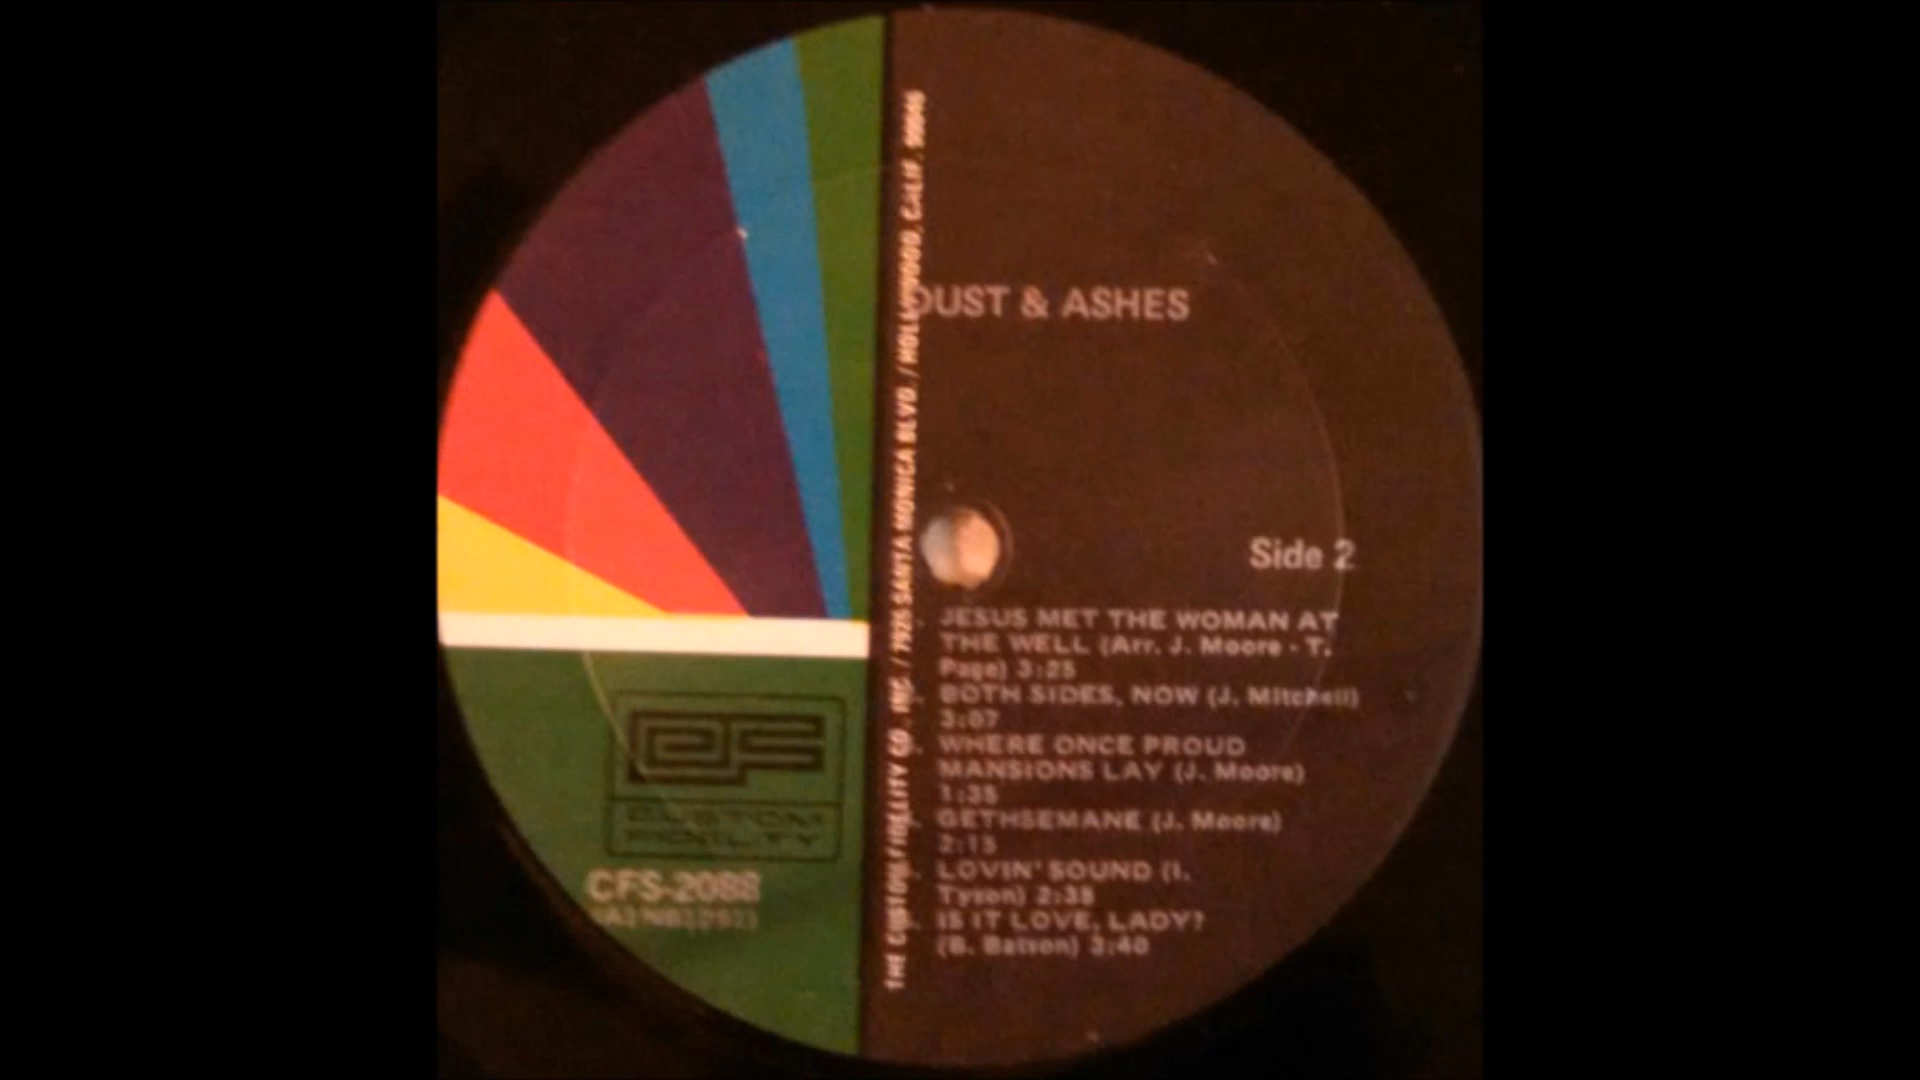 DUST & ASHES
Side 2
JESUS MET THE WOMAN AT
THE WELL (Arr. J. Moore - T.
Page) 3:25
BOTH SIDES, NOW (J. Mitchell)
3:07
WHERE ONCE PROUD
MANSIONS LAY (J. Moore)
1:35
GETHSEMANE (J. Moore)
2:15
LOVIN' SOUND (I.
Tyson) 2:35
IS IT LOVE, LADY?
(B. Batson) 3:40
THE CUSTOM FIDELITY CO. INC. / 7925 SANTA MONICA BLVD. / HOLLYWOOD, CALIF. 90046
CUSTOM
FIDELITY
CFS-2088